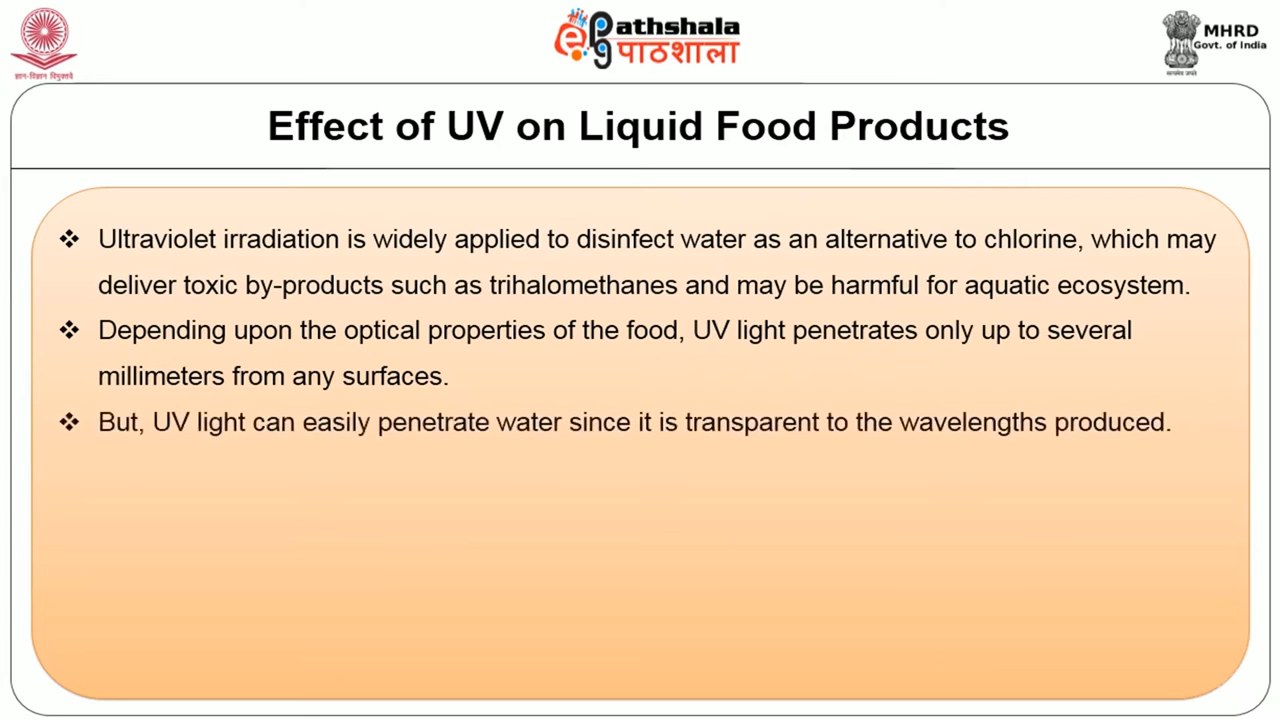 ज्ञान-विज्ञान विमुक्तये
ePathshala
पाठशाला
सत्यमेव जयते
MHRD
Govt. of India
Effect of UV on Liquid Food Products
❖ Ultraviolet irradiation is widely applied to disinfect water as an alternative to chlorine, which may
deliver toxic by-products such as trihalomethanes and may be harmful for aquatic ecosystem.
❖ Depending upon the optical properties of the food, UV light penetrates only up to several
millimeters from any surfaces.
❖ But, UV light can easily penetrate water since it is transparent to the wavelengths produced.